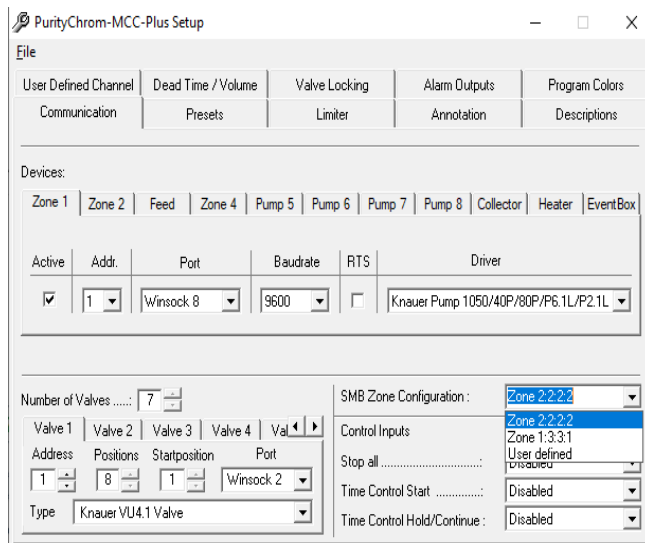 PurityChrom-MCC-Plus Setup
File
User Defined Channel Dead Time / Volume Valve Locking Alarm Outputs Program Colors
Communication Presets Limiter Annotation Descriptions
Devices:
Zone 1 Zone 2 Feed Zone 4 Pump 5 Pump 6 Pump 7 Pump 8 Collector Heater EventBox
Active Addr. Port Baudrate RTS Driver
1 Winsock 8 9600 Knauer Pump 1050/40P/80P/P6.1L/P2.1L
Number of Valves .....: 7
Valve 1 Valve 2 Valve 3 Valve 4
Address Positions Startposition Port
1 8 1 Winsock 2
Type Knauer VU4.1 Valve
SMB Zone Configuration : Zone 2:2:2:2
Zone 2:2:2:2
Zone 1:3:3:1
User defined
Control Inputs
Stop all ........................: Disabled
Time Control Start ..............: Disabled
Time Control Hold/Continue : Disabled